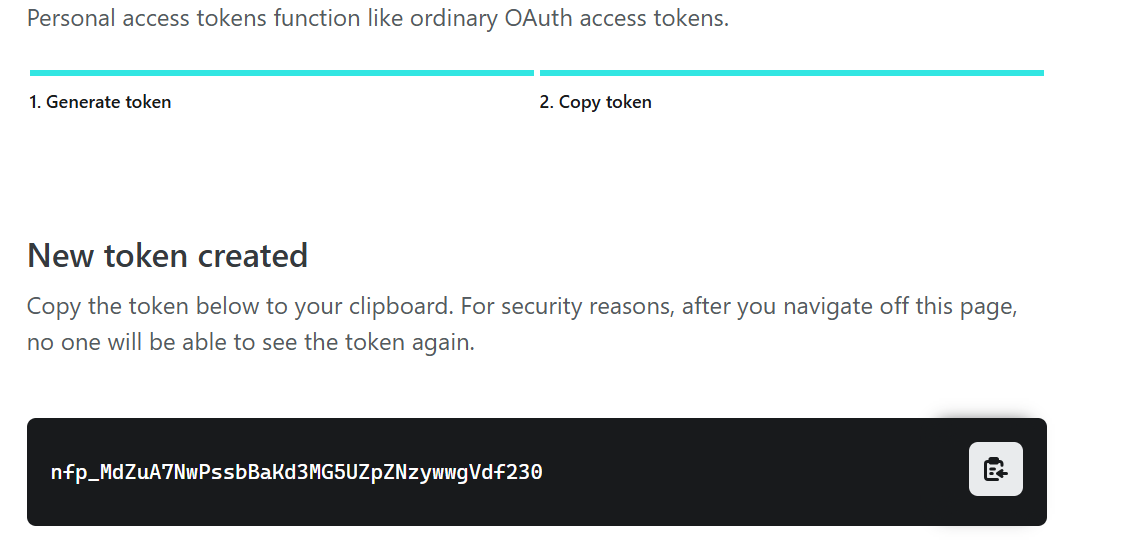 Personal access tokens function like ordinary OAuth access tokens.
1. Generate token
2. Copy token
New token created
Copy the token below to your clipboard. For security reasons, after you navigate off this page,
no one will be able to see the token again.
nfp_MdZuA7NwPssbBaKd3MG5UZpZNzywwgVdf230